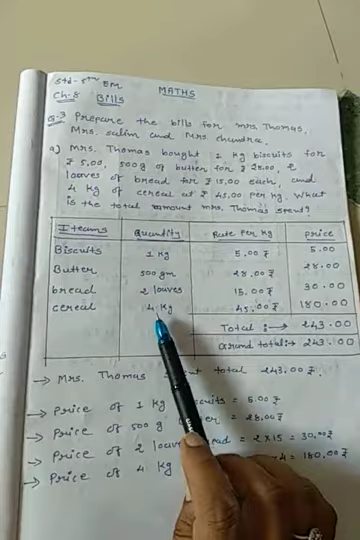 Std-5th EM
Ch.8 Bills MATHS
Q.3 Prepare the bills for mrs. Thomas,
Mrs. Salim and Mrs chandra.
a) Mrs. Thomas bought 1 kg biscuits for
₹ 5.00, 500g of butter for ₹ 28.00, 2
loaves of bread for ₹ 15.00 each, and
4 kg of cereal at ₹ 45.00 per kg. What
is the total amount mrs. Thomas spent?
Iteams Quantity Rate Per kg Price
Biscuits 1 kg 5.00 ₹ 5.00
Butter 500 gm 28.00 ₹ 28.00
bread 2 loaves 15.00 ₹ 30.00
cereal 4 kg 45.00 ₹ 180.00
Total :→ 243.00
Grand total:→ 243.00
→ Mrs. Thomas total 243.00 ₹.
→ Price of 1 kg = 5.00 ₹
→ Price of 500 g = 28.00 ₹
→ Price of 2 loaves = 2 x 15 = 30.00 ₹
→ Price of 4 kg x 4 = 180.00 ₹